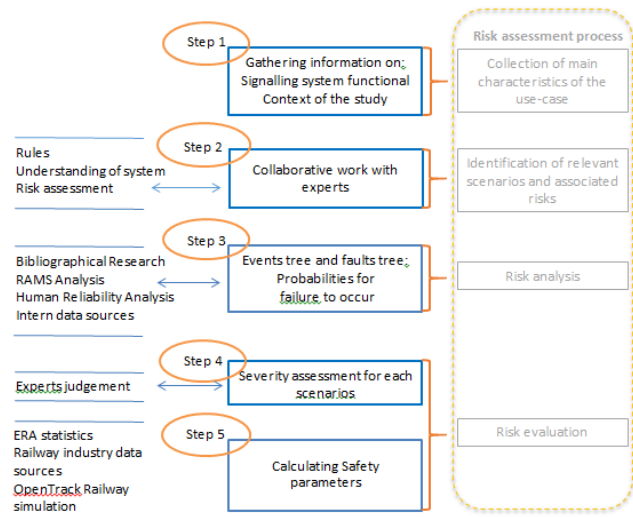 Step 1
Gathering information on;
Signalling system functional
Context of the study
Risk assessment process
Collection of main
characteristics of the
use-case
Rules
Understanding of system
Risk assessment
Step 2
Collaborative work with
experts
Identification of relevant
scenarios and associated
risks
Bibliographical Research
RAMS Analysis
Human Reliability Analysis
Intern data sources
Step 3
Events tree and faults tree;
Probabilities for
failure to occur
Risk analysis
Experts judgement
Step 4
Severity assessment for each
scenarios
ERA statistics
Railway industry data
sources
OpenTrack Railway
simulation
Step 5
Calculating Safety
parameters
Risk evaluation